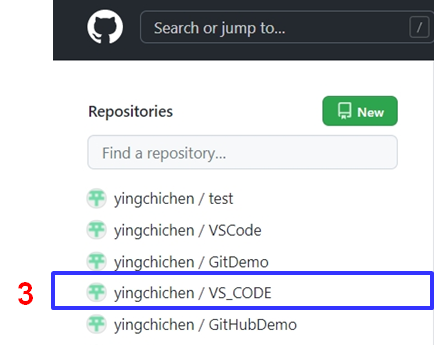 Search or jump to...
/
Repositories
New
Find a repository...
yingchichen / test
yingchichen / VSCode
yingchichen / GitDemo
3
yingchichen / VS_CODE
yingchichen / GitHubDemo